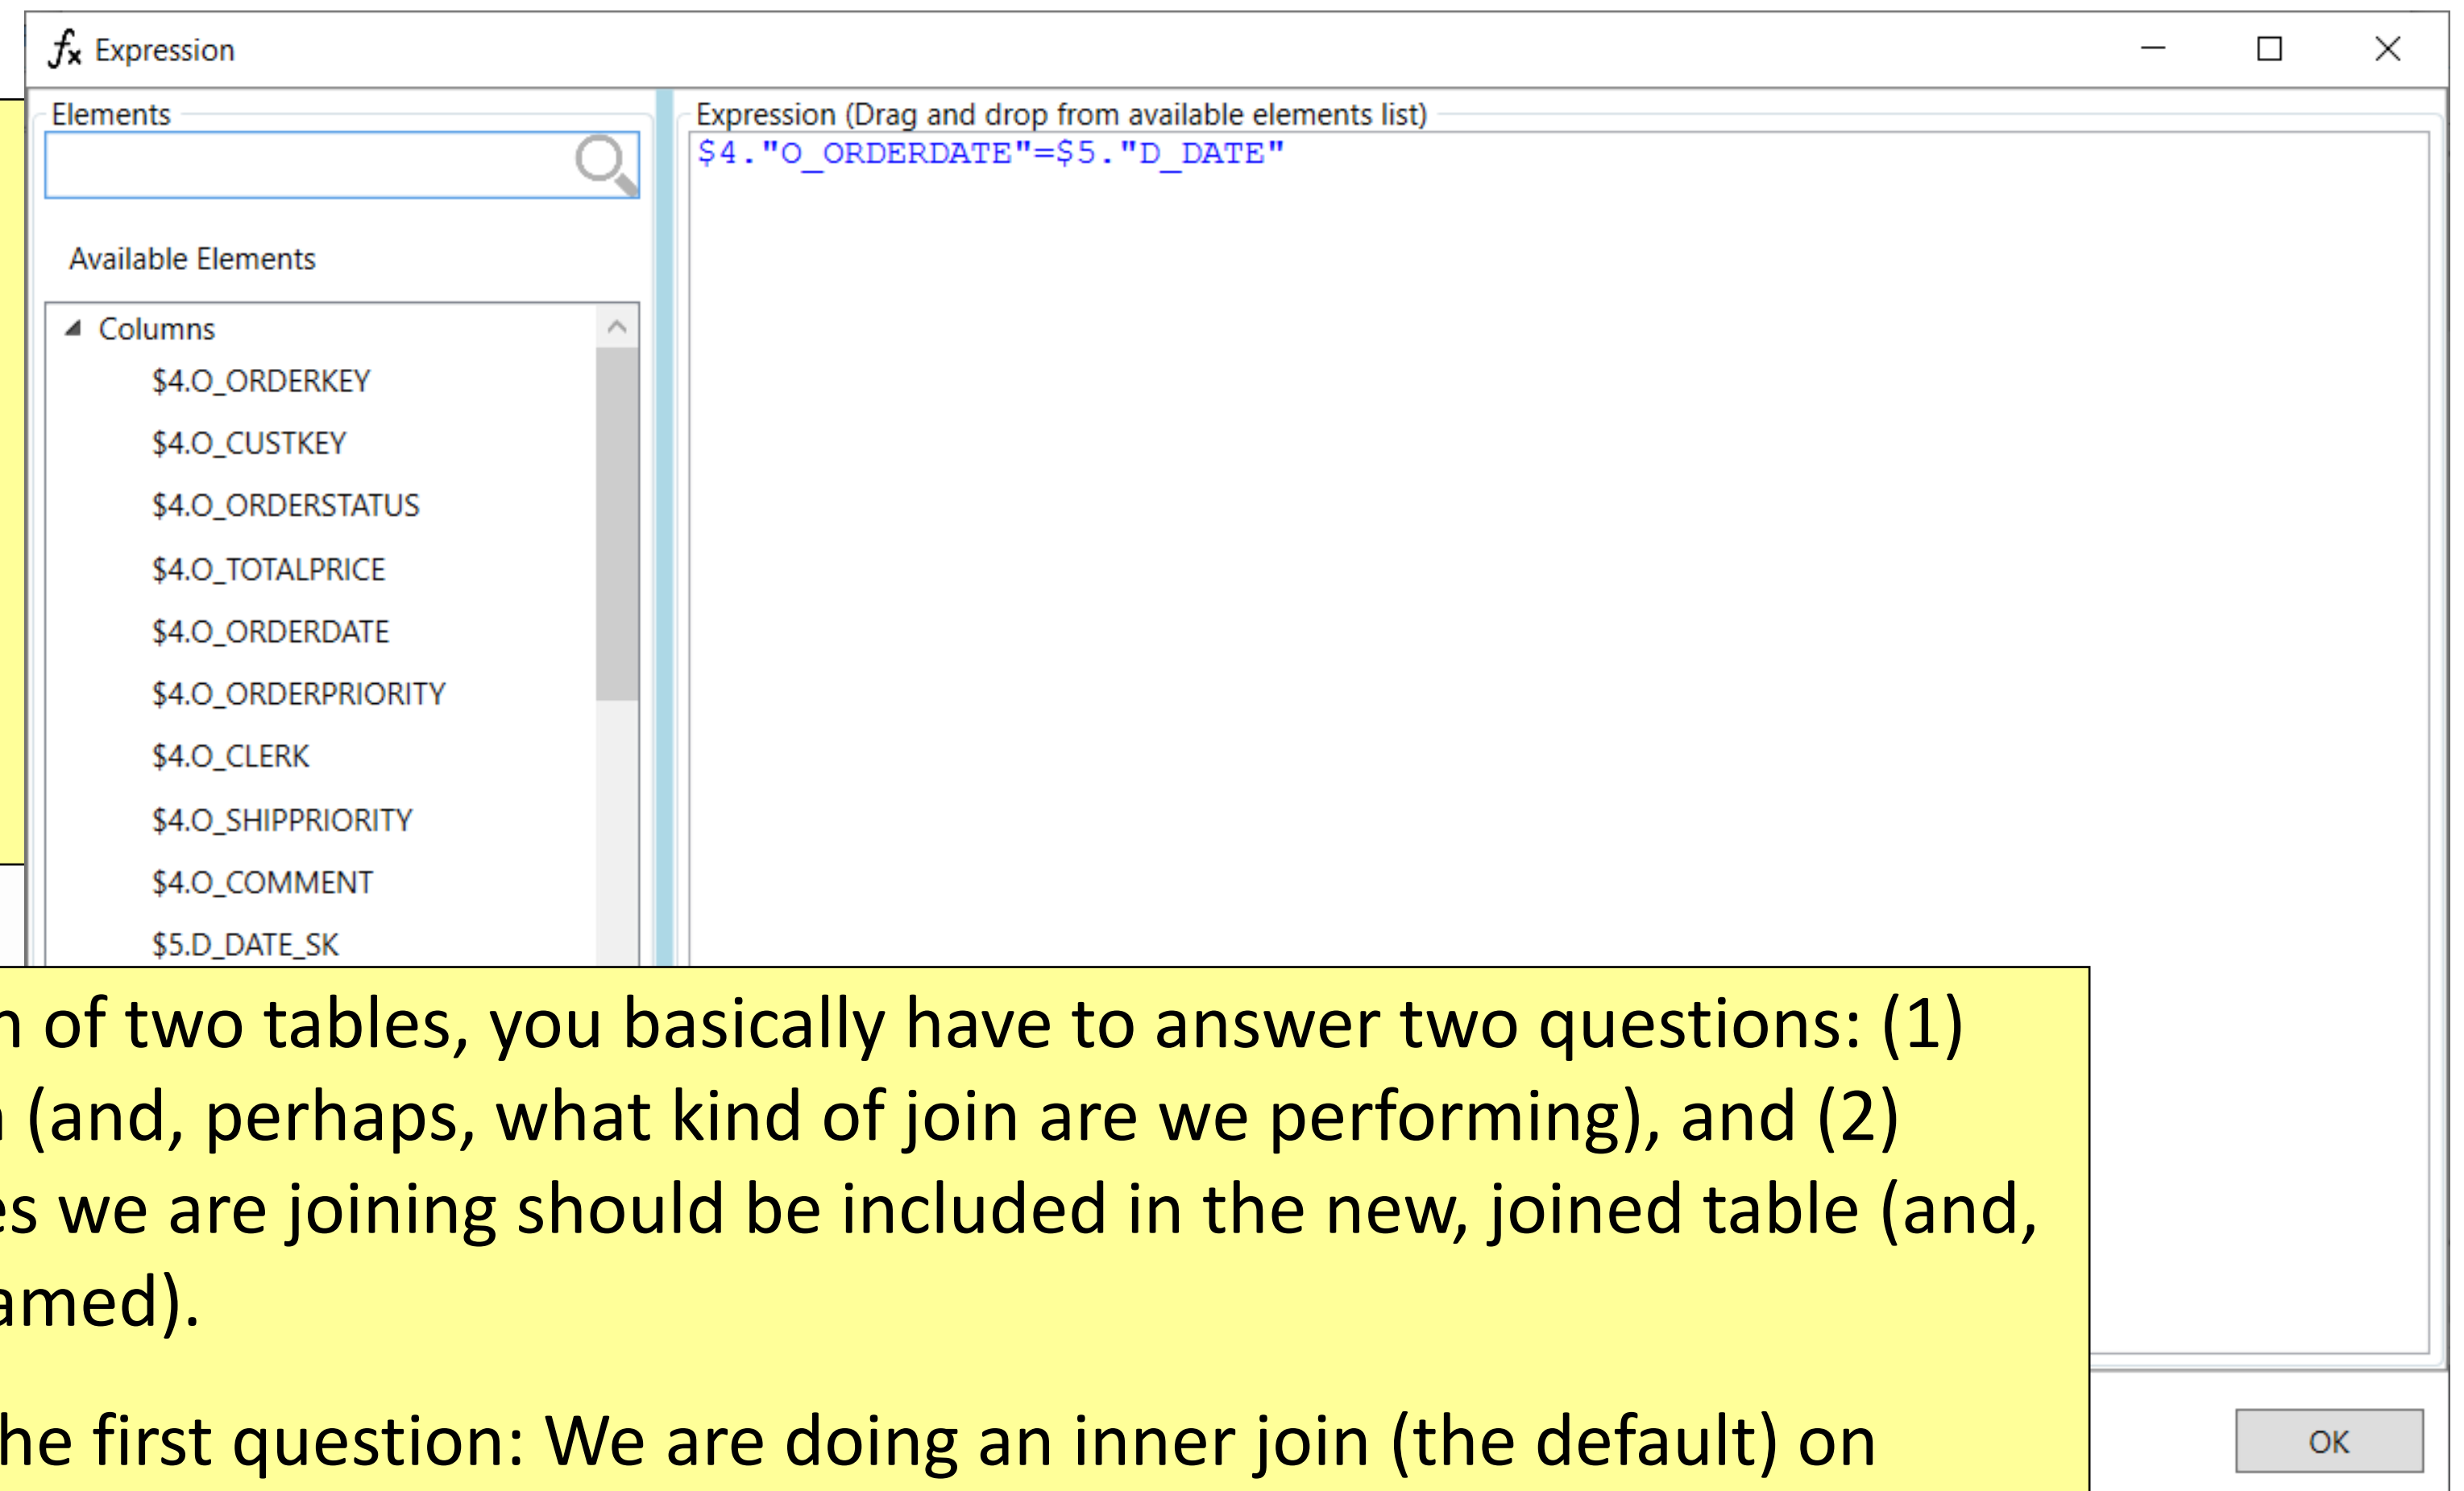 fx Expression
Elements
Expression (Drag and drop from available elements list)
$4."O_ORDERDATE"=$5."D_DATE"
Available Elements
Columns
$4.O_ORDERKEY
$4.O_CUSTKEY
$4.O_ORDERSTATUS
$4.O_TOTALPRICE
$4.O_ORDERDATE
$4.O_ORDERPRIORITY
$4.O_CLERK
$4.O_SHIPPRIORITY
$4.O_COMMENT
$5.D_DATE_SK
of two tables, you basically have to answer two questions: (1)
(and, perhaps, what kind of join are we performing), and (2)
we are joining should be included in the new, joined table (and,
amed).
he first question: We are doing an inner join (the default) on
OK